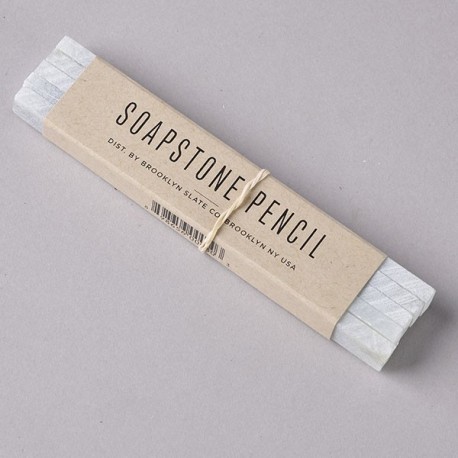 SOAPSTONE PENCIL
DIST. BY BROOKLYN SLATE CO. BROOKLYN NY USA